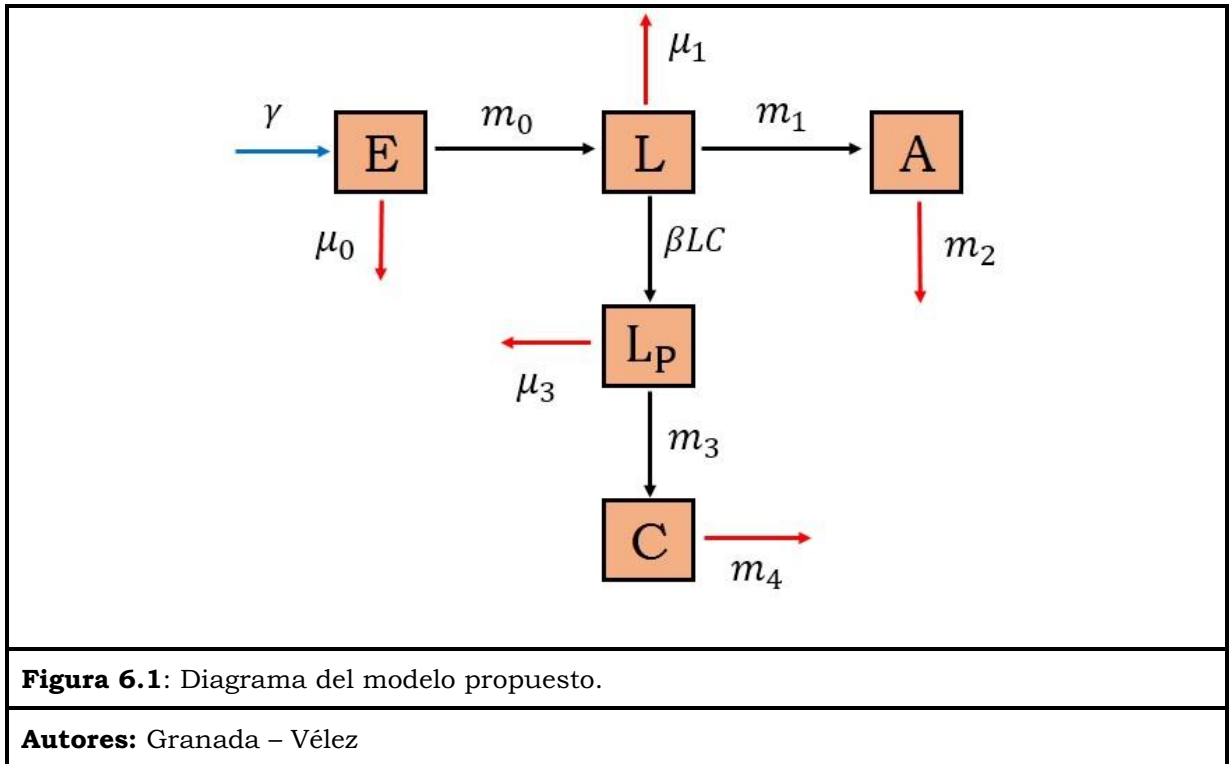 μ₁
γ
m₀
m₁
E
L
A
μ₀
βLC
m₂
L_P
μ₃
m₃
C
m₄
Figura 6.1: Diagrama del modelo propuesto.
Autores: Granada – Vélez